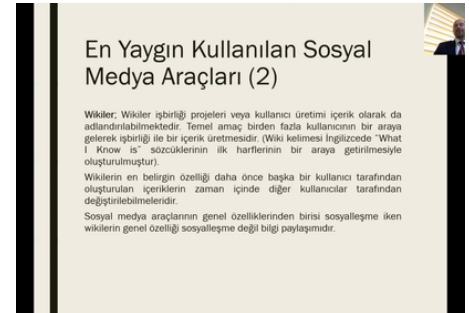 En Yaygın Kullanılan Sosyal
Medya Araçları (2)
Wikiler; Wikiler işbirliği projeleri veya kullanıcı üretimi içerik olarak da
adlandırılabilmektedir. Temel amaç birden fazla kullanıcının bir araya
gelerek işbirliği ile bir içerik üretmesidir. (Wiki kelimesi İngilizcede “What
I Know is” sözcüklerinin ilk harflerinin bir araya getirilmesiyle
oluşturulmuştur).
Wikilerin en belirgin özelliği daha önce başka bir kullanıcı tarafından
oluşturulan içeriklerin zaman içinde diğer kullanıcılar tarafından
değiştirilebilmeleridir.
Sosyal medya araçlarının genel özelliklerinden birisi sosyalleşme iken
wikilerin genel özelliği sosyalleşme değil bilgi paylaşımıdır.